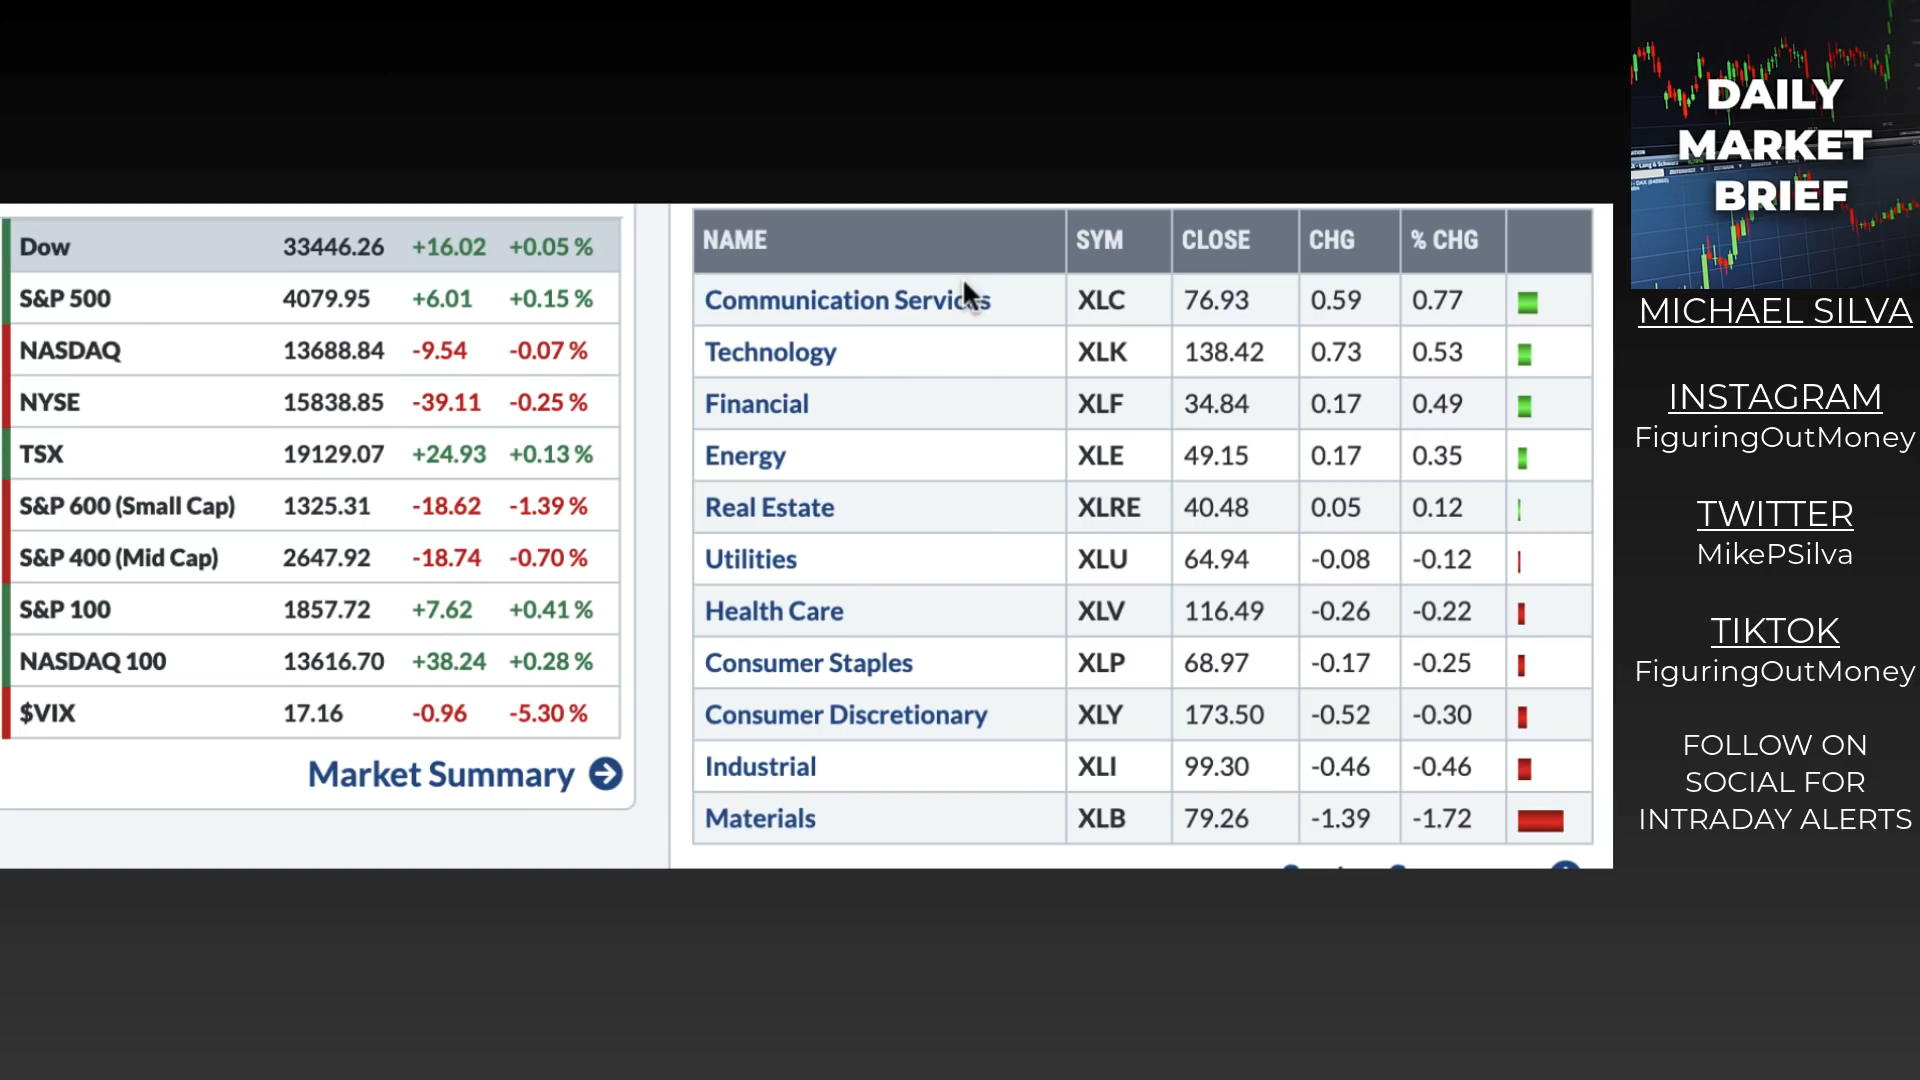 Dow 33446.26 +16.02 +0.05 %
S&P 500 4079.95 +6.01 +0.15 %
NASDAQ 13688.84 -9.54 -0.07 %
NYSE 15838.85 -39.11 -0.25 %
TSX 19129.07 +24.93 +0.13 %
S&P 600 (Small Cap) 1325.31 -18.62 -1.39 %
S&P 400 (Mid Cap) 2647.92 -18.74 -0.70 %
S&P 100 1857.72 +7.62 +0.41 %
NASDAQ 100 13616.70 +38.24 +0.28 %
$VIX 17.16 -0.96 -5.30 %
Market Summary
NAME SYM CLOSE CHG % CHG
Communication Services XLC 76.93 0.59 0.77
Technology XLK 138.42 0.73 0.53
Financial XLF 34.84 0.17 0.49
Energy XLE 49.15 0.17 0.35
Real Estate XLRE 40.48 0.05 0.12
Utilities XLU 64.94 -0.08 -0.12
Health Care XLV 116.49 -0.26 -0.22
Consumer Staples XLP 68.97 -0.17 -0.25
Consumer Discretionary XLY 173.50 -0.52 -0.30
Industrial XLI 99.30 -0.46 -0.46
Materials XLB 79.26 -1.39 -1.72
DAILY
MARKET
BRIEF
MICHAEL SILVA
INSTAGRAM
FiguringOutMoney
TWITTER
MikePSilva
TIKTOK
FiguringOutMoney
FOLLOW ON
SOCIAL FOR
INTRADAY ALERTS